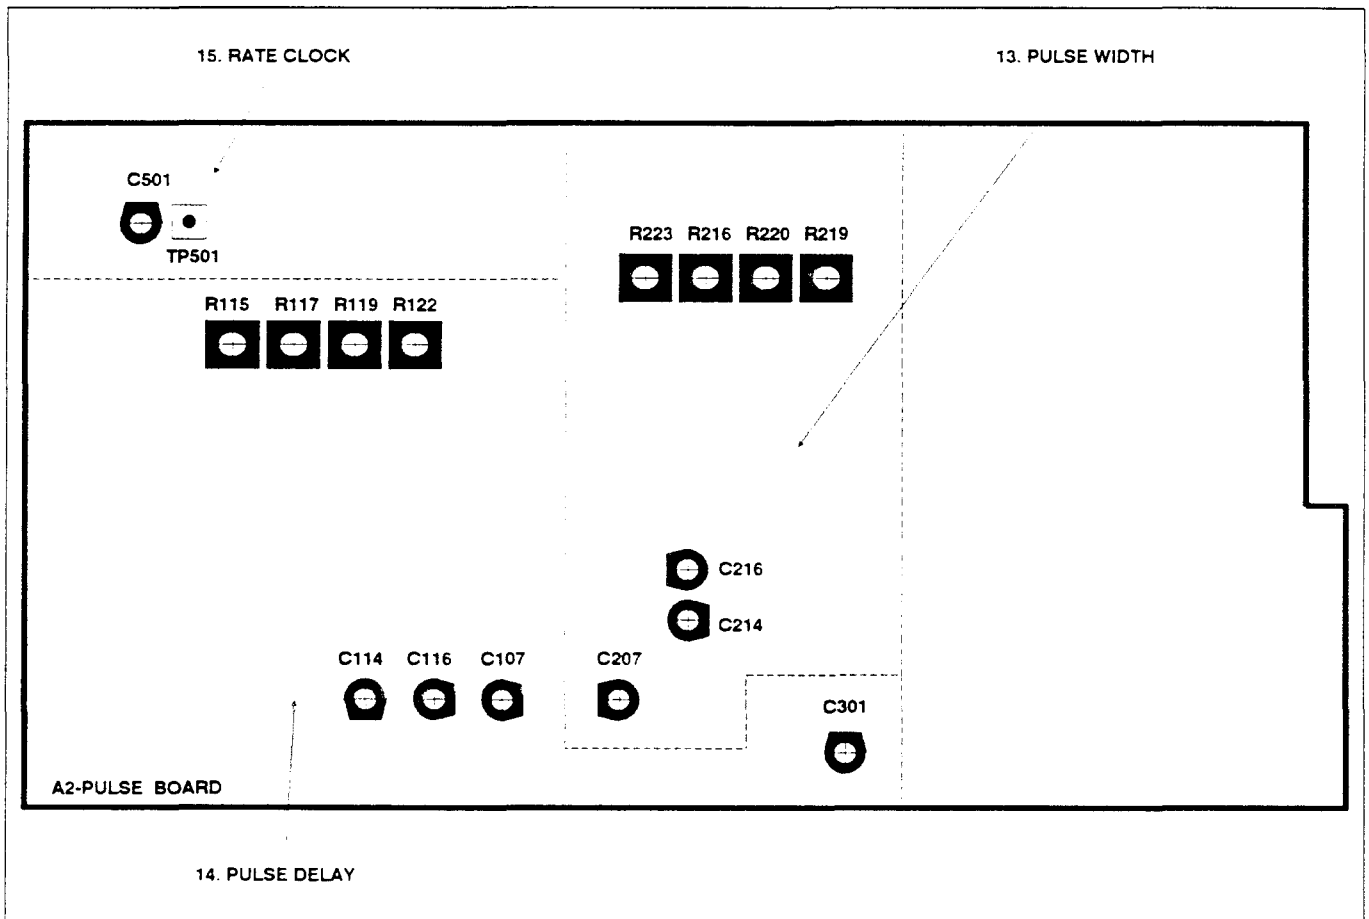 15. RATE CLOCK
13. PULSE WIDTH
C501
TP501
R223 R216 R220 R219
R115 R117 R119 R122
C216
C214
C114 C116 C107 C207
C301
A2-PULSE BOARD
14. PULSE DELAY